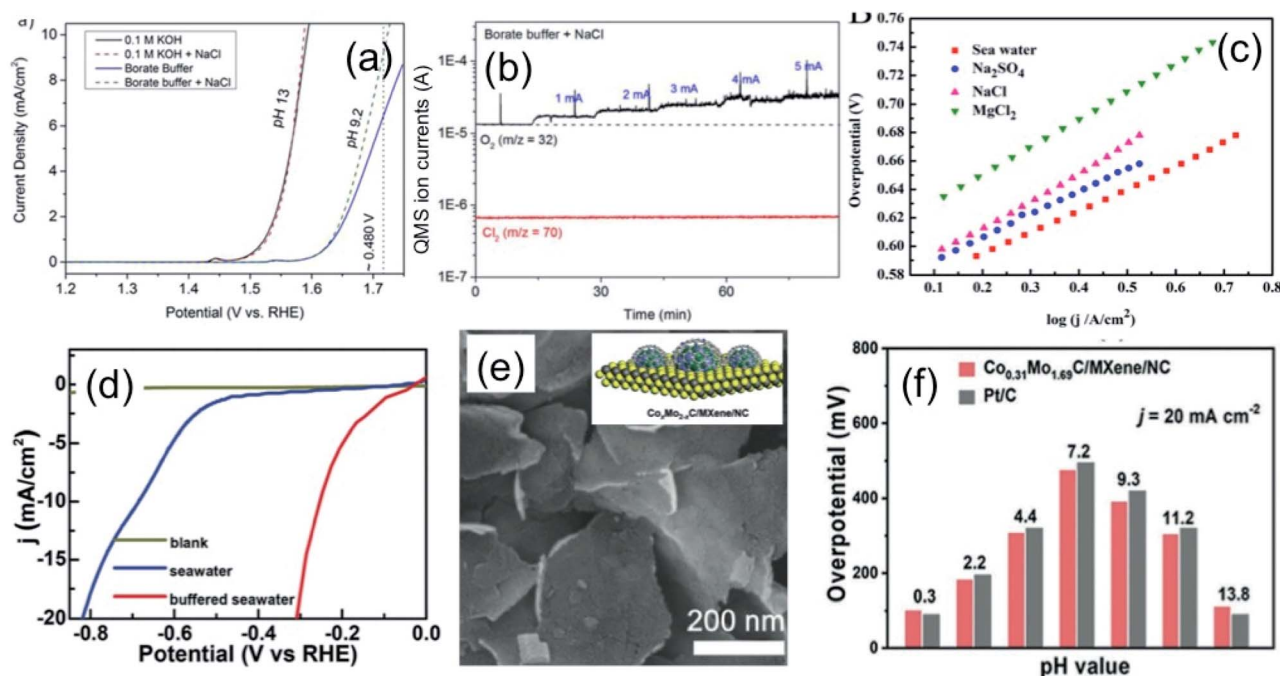 a)
(a)
0.1 M KOH
0.1 M KOH + NaCl
Borate Buffer
Borate buffer + NaCl
pH 13
pH 9.2
~ 0.480 V
Current Density (mA/cm²)
10
8
6
4
2
0
1.2 1.3 1.4 1.5 1.6 1.7
Potential (V vs. RHE)
(b)
Borate buffer + NaCl
QMS ion currents (A)
1E-4
1E-5
1E-6
1E-7
1 mA 2 mA 3 mA 4 mA 5 mA
O₂ (m/z = 32)
Cl₂ (m/z = 70)
0 30 60
Time (min)
(c)
Sea water
Na₂SO₄
NaCl
MgCl₂
Overpotential (V)
0.76
0.74
0.72
0.70
0.68
0.66
0.64
0.62
0.60
0.58
0.1 0.2 0.3 0.4 0.5 0.6 0.7 0.8
log (j /A/cm²)
(d)
j (mA/cm²)
0
-5
-10
-15
-20
blank
seawater
buffered seawater
-0.8 -0.6 -0.4 -0.2 0.0
Potential (V vs RHE)
(e)
CoₓMo₂₋ₓC/MXene/NC
200 nm
(f)
Co₀.₃₁Mo₁.₆₉C/MXene/NC
Pt/C
j = 20 mA cm⁻²
Overpotential (mV)
800
600
400
200
0
0.3
2.2
4.4
7.2
9.3
11.2
13.8
pH value